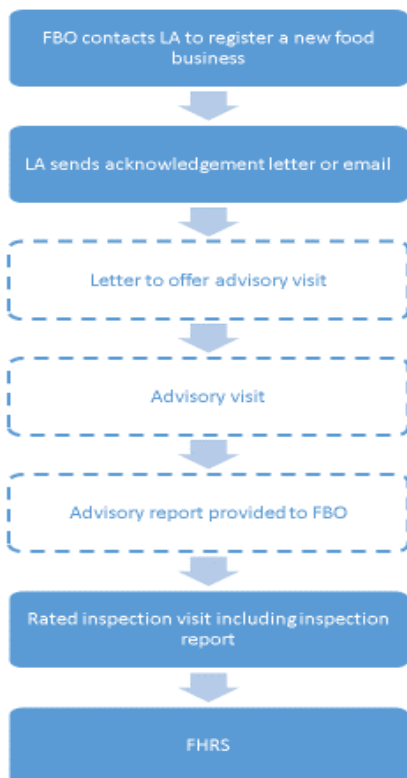 FBO contacts LA to register a new food
business
LA sends acknowledgement letter or email
Letter to offer advisory visit
Advisory visit
Advisory report provided to FBO
Rated inspection visit including inspection
report
FHRS